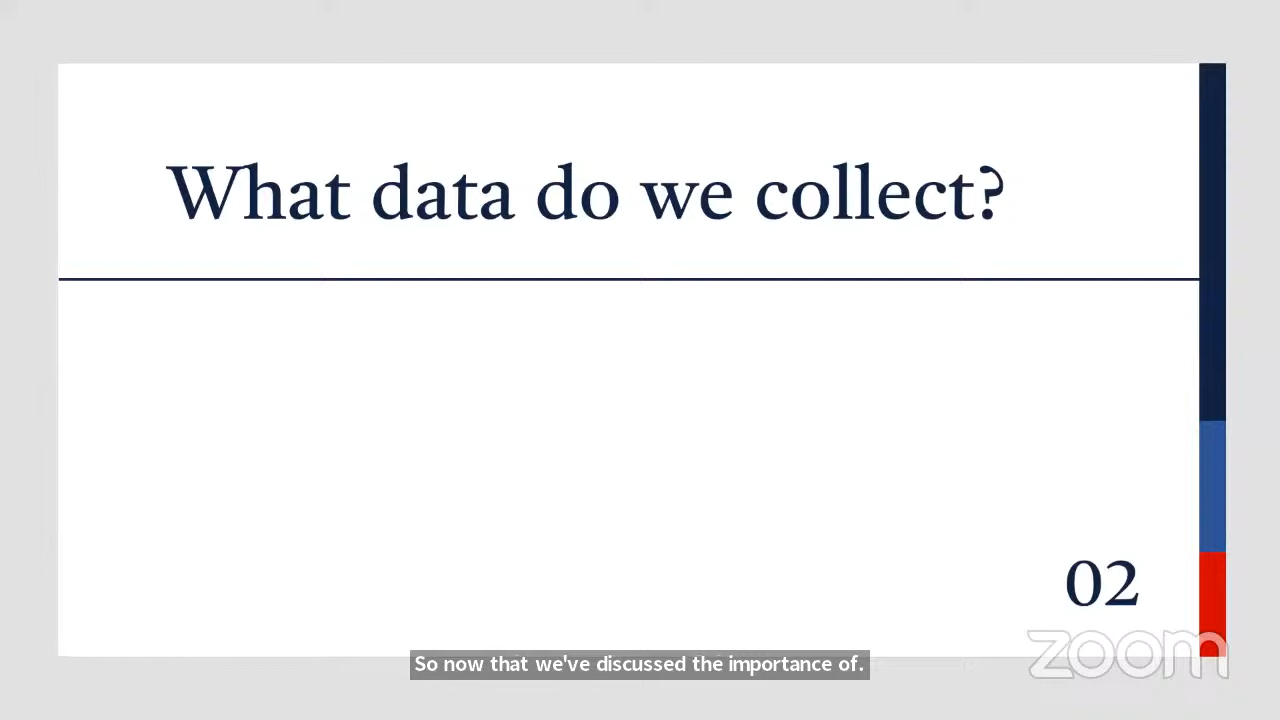 What data do we collect?
02
zoom
So now that we've discussed the importance of.